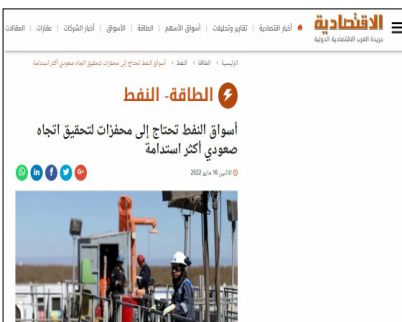 الاقتصادية
جريدة العرب الاقتصادية الدولية
أخبار اقتصادية | تقارير وتحليلات | أسواق الأسهم | الطاقة | الأسواق | أخبار الشركات | عقارات | المقالات
الرئيسية > الطاقة > النفط > أسواق النفط تحتاج إلى محفزات لتحقيق اتجاه صعودي أكثر استدامة
الطاقة- النفط
أسواق النفط تحتاج إلى محفزات لتحقيق اتجاه
صعودي أكثر استدامة
الاثنين 16 مايو 2022